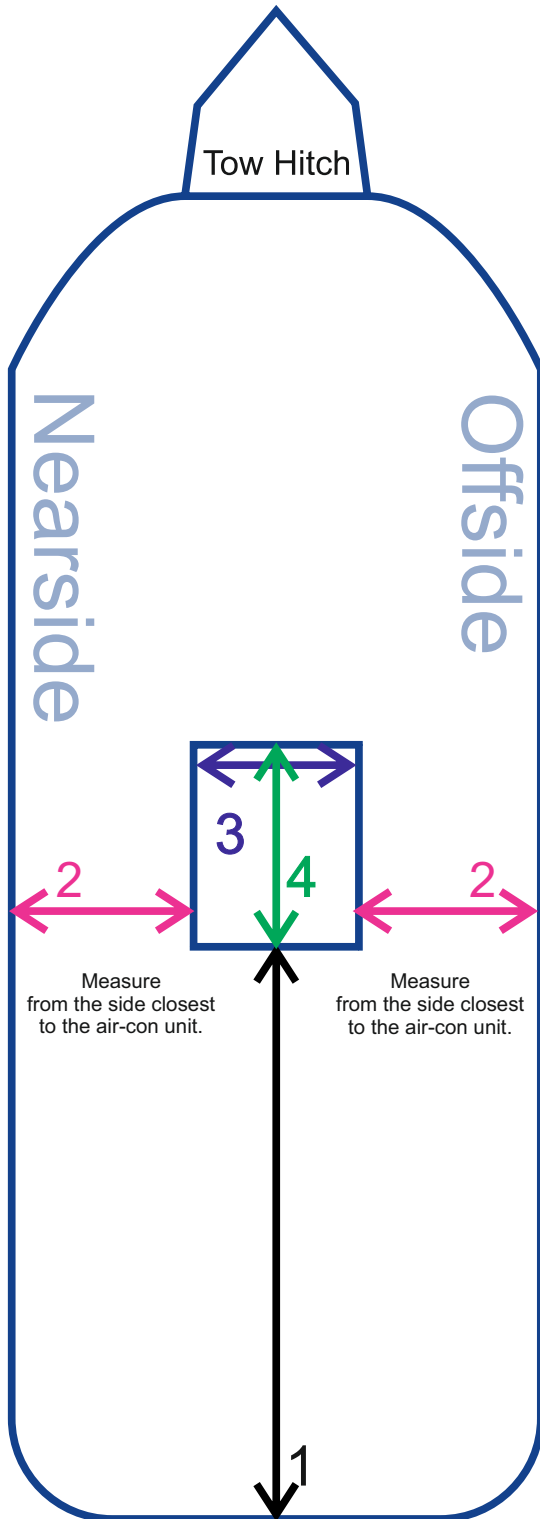 Tow Hitch
Nearside
Offside
3
4
2
2
Measure
from the side closest
to the air-con unit.
Measure
from the side closest
to the air-con unit.
1